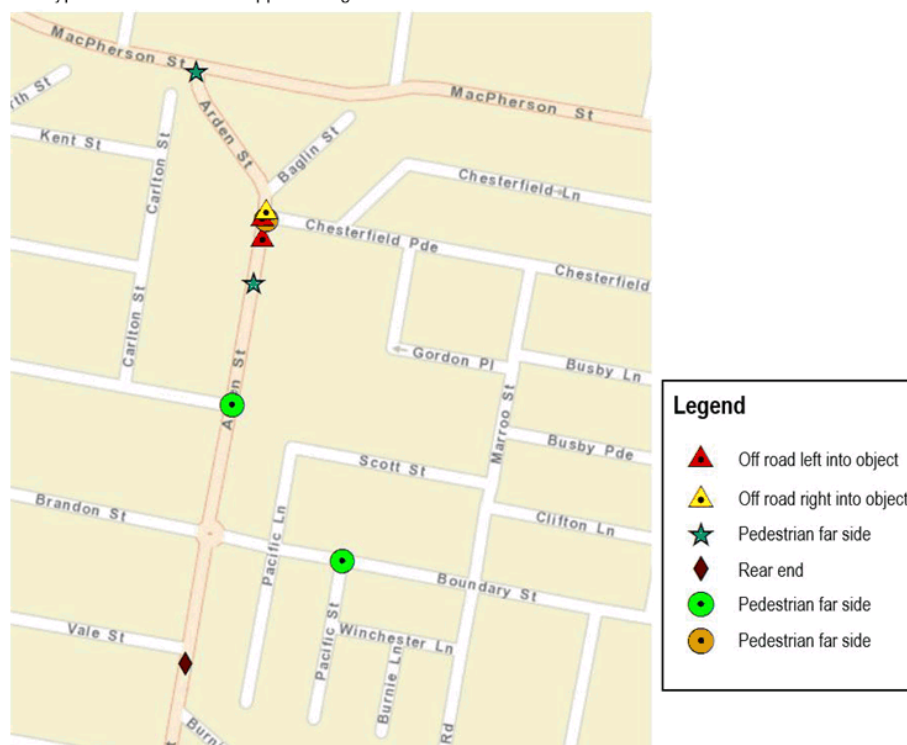 MacPherson St
MacPherson St
rth St
Kent St
Carlton St
Arden St
Baglin St
Chesterfield Ln
Chesterfield Pde
Chesterfield
Carlton St
Gordon Pl
Busby Ln
Marroo St
Busby Pde
Scott St
Clifton Ln
Brandon St
Pacific Ln
Boundary St
Pacific St
Vale St
Winchester Ln
Burnie Ln
Rd
Burni
Legend
Off road left into object
Off road right into object
Pedestrian far side
Rear end
Pedestrian far side
Pedestrian far side